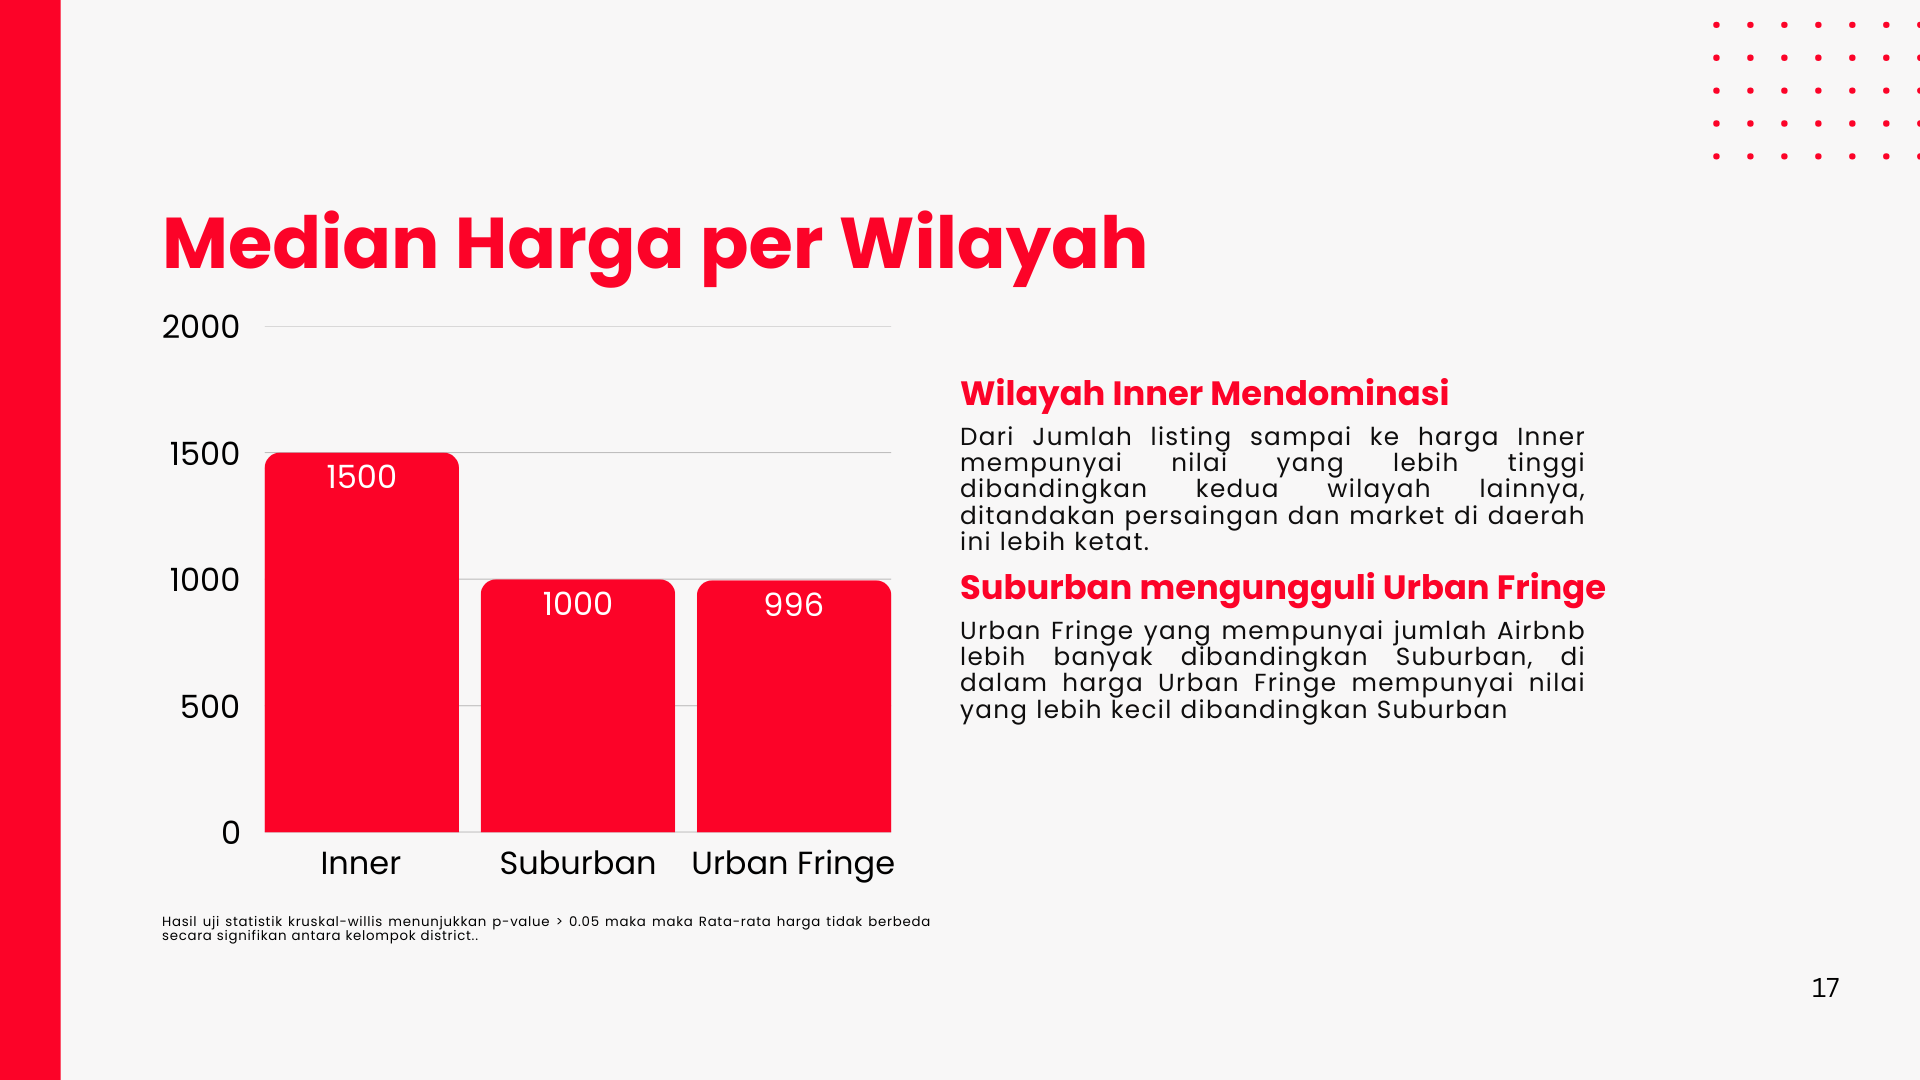 Median Harga per Wilayah
2000
1500
1000
500
0
1500
1000
996
Inner
Suburban
Urban Fringe
Hasil uji statistik kruskal-willis menunjukkan p-value > 0.05 maka maka Rata-rata harga tidak berbeda
secara signifikan antara kelompok district..
Wilayah Inner Mendominasi
Dari Jumlah listing sampai ke harga Inner
mempunyai nilai yang lebih tinggi
dibandingkan kedua wilayah lainnya,
ditandakan persaingan dan market di daerah
ini lebih ketat.
Suburban mengungguli Urban Fringe
Urban Fringe yang mempunyai jumlah Airbnb
lebih banyak dibandingkan Suburban, di
dalam harga Urban Fringe mempunyai nilai
yang lebih kecil dibandingkan Suburban
17